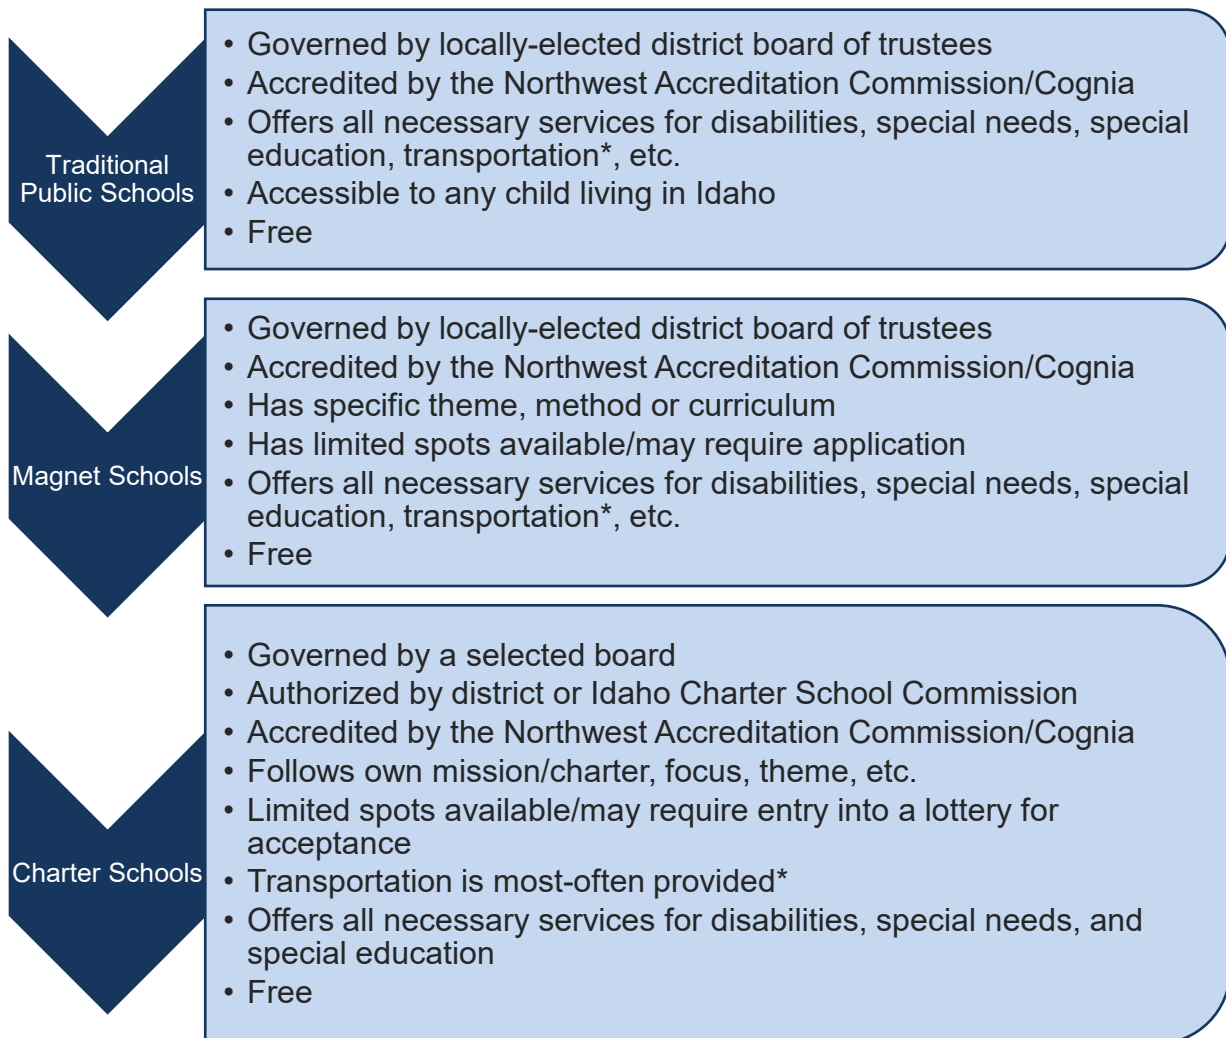 Traditional
Public Schools
• Governed by locally-elected district board of trustees
• Accredited by the Northwest Accreditation Commission/Cognia
• Offers all necessary services for disabilities, special needs, special
education, transportation*, etc.
• Accessible to any child living in Idaho
• Free
Magnet Schools
• Governed by locally-elected district board of trustees
• Accredited by the Northwest Accreditation Commission/Cognia
• Has specific theme, method or curriculum
• Has limited spots available/may require application
• Offers all necessary services for disabilities, special needs, special
education, transportation*, etc.
• Free
Charter Schools
• Governed by a selected board
• Authorized by district or Idaho Charter School Commission
• Accredited by the Northwest Accreditation Commission/Cognia
• Follows own mission/charter, focus, theme, etc.
• Limited spots available/may require entry into a lottery for
acceptance
• Transportation is most-often provided*
• Offers all necessary services for disabilities, special needs, and
special education
• Free